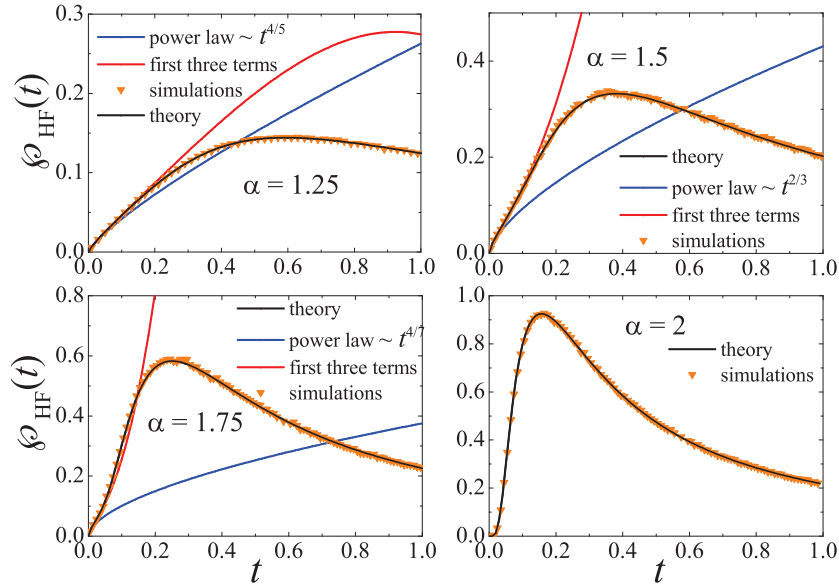 0.3
0.2
0.1
0.0
℘HF(t)
power law ~ t^4/5
first three terms
simulations
theory
α = 1.25
0.0 0.2 0.4 0.6 0.8 1.0
0.4
0.2
0.0
℘HF(t)
α = 1.5
theory
power law ~ t^2/3
first three terms
simulations
0.0 0.2 0.4 0.6 0.8 1.0
0.8
0.6
0.4
0.2
0.0
℘HF(t)
theory
power law ~ t^4/7
first three terms
simulations
α = 1.75
0.0 0.2 0.4 0.6 0.8 1.0
t
1.0
0.8
0.6
0.4
0.2
0.0
α = 2
theory
simulations
0.0 0.2 0.4 0.6 0.8 1.0
t